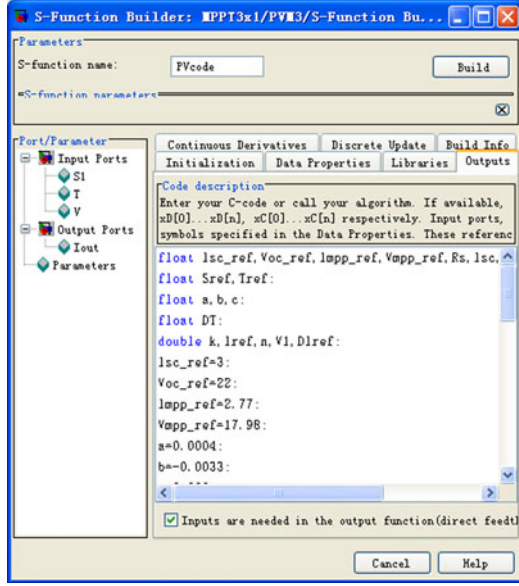 S-Function Builder: MPPT3x1/PVM3/S-Function Bu...
Parameters
S-function name:
PVcode
Build
S-function parameters
Port/Parameter
Input Ports
S1
T
V
Output Ports
Iout
Parameters
Continuous Derivatives
Discrete Update
Build Info
Initialization
Data Properties
Libraries
Outputs
Code description
Enter your C-code or call your algorithm. If available,
xD[0]...xD[n], xC[0]...xC[n] respectively. Input ports,
symbols specified in the Data Properties. These referenc
float Isc_ref, Voc_ref, Impp_ref, Vmpp_ref, Rs, Isc,
float Sref, Tref;
float a, b, c;
float DT;
double k, Iref, n, V1, DIref;
Isc_ref=3;
Voc_ref=22;
Impp_ref=2.77;
Vmpp_ref=17.98;
a=0.0004;
b=-0.0033;
Inputs are needed in the output function(direct feedtl
Cancel
Help